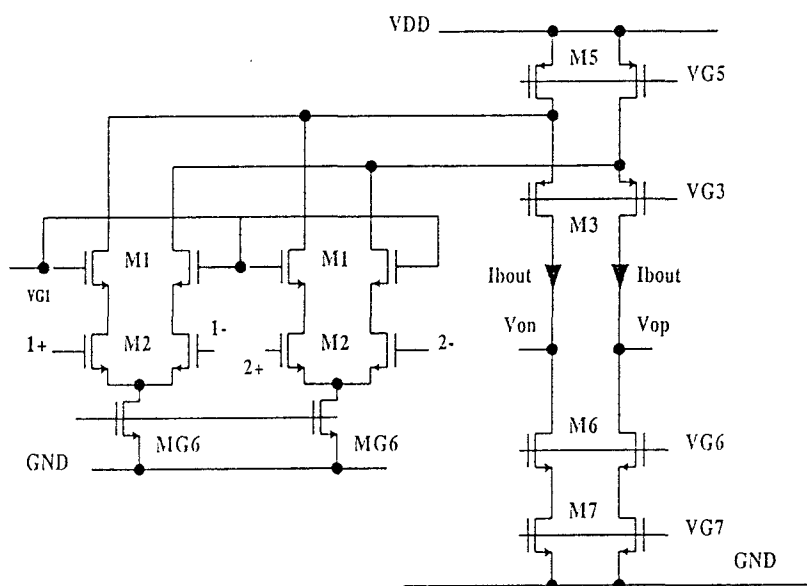 VDD
M5
VG5
VG3
M3
M1
M1
VG1
Ibout
Ibout
1+
M2
1-
2+
M2
2-
Von
Vop
MG6
MG6
GND
M6
VG6
M7
VG7
GND